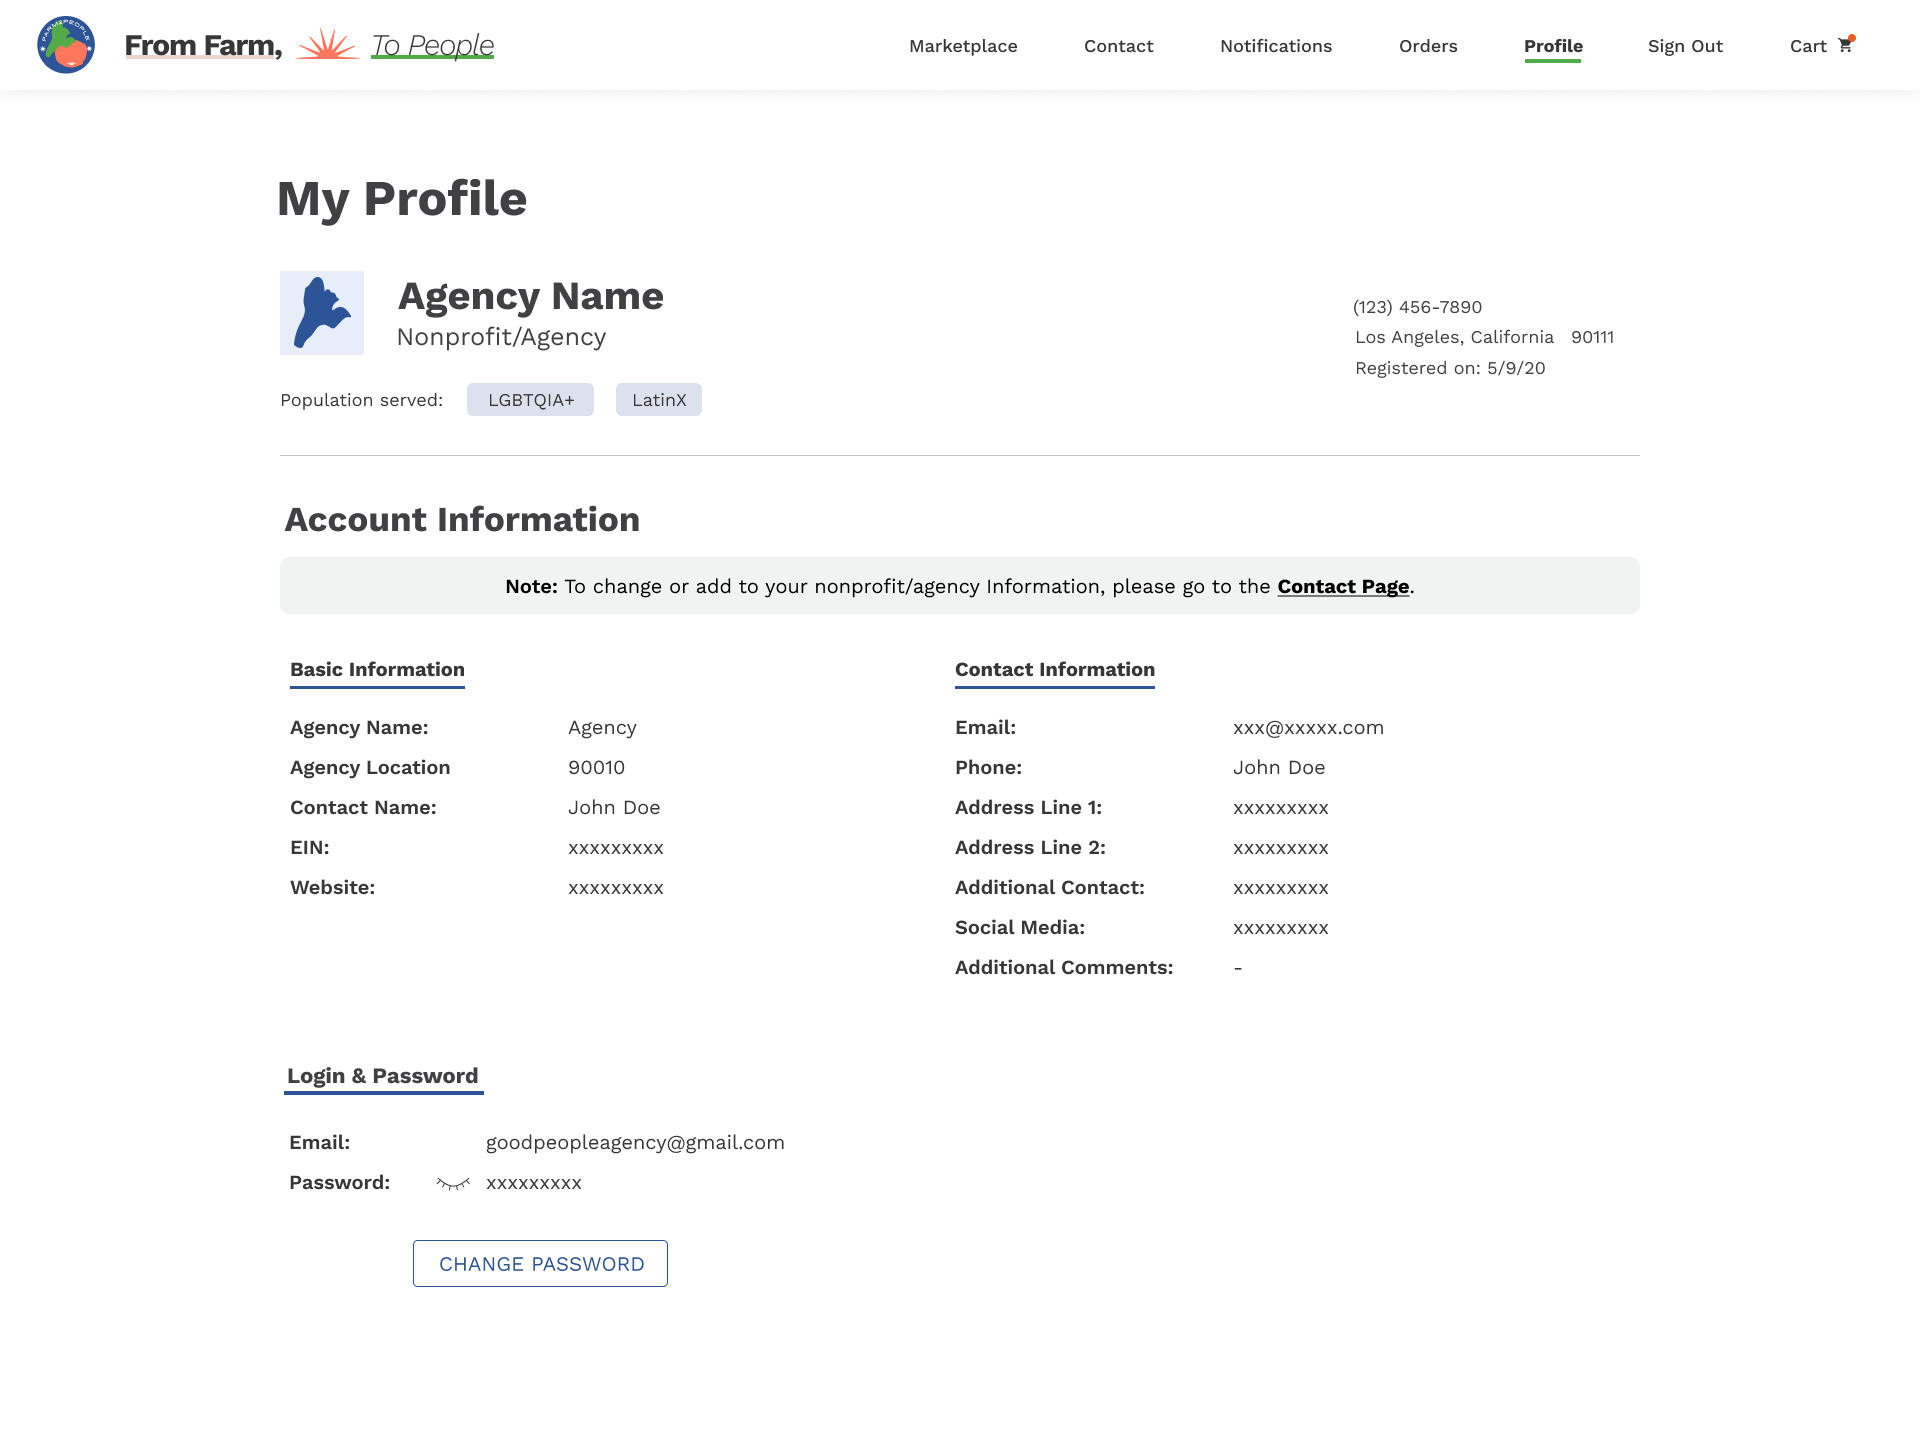 FARM2PEOPLE
From Farm, To People
Marketplace Contact Notifications Orders Profile Sign Out Cart
My Profile
Agency Name
Nonprofit/Agency
(123) 456-7890
Los Angeles, California 90111
Registered on: 5/9/20
Population served: LGBTQIA+ LatinX
Account Information
Note: To change or add to your nonprofit/agency Information, please go to the Contact Page.
Basic Information
Agency Name: Agency
Agency Location 90010
Contact Name: John Doe
EIN: xxxxxxxxx
Website: xxxxxxxxx
Contact Information
Email: xxx@xxxxx.com
Phone: John Doe
Address Line 1: xxxxxxxxx
Address Line 2: xxxxxxxxx
Additional Contact: xxxxxxxxx
Social Media: xxxxxxxxx
Additional Comments: -
Login & Password
Email: goodpeopleagency@gmail.com
Password: xxxxxxxxx
CHANGE PASSWORD